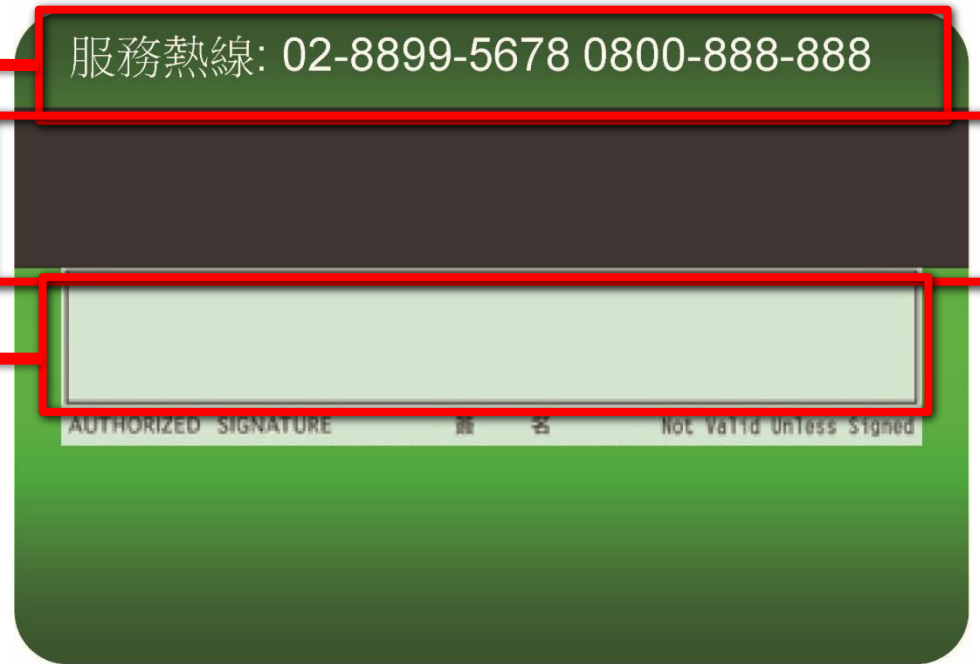 服務熱線: 02-8899-5678 0800-888-888
AUTHORIZED SIGNATURE 簽 名 Not Valid Unless Signed